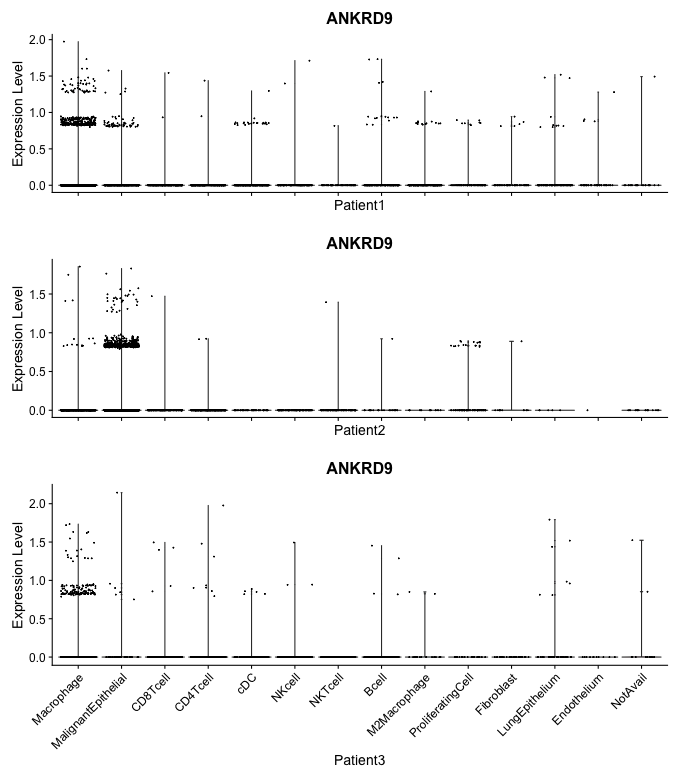 ANKRD9
Expression Level
2.0
1.5
1.0
0.5
0.0
Patient1
ANKRD9
Expression Level
1.5
1.0
0.5
0.0
Patient2
ANKRD9
Expression Level
2.0
1.5
1.0
0.5
0.0
Macrophage
MalignantEpithelial
CD8Tcell
CD4Tcell
cDC
NKcell
NKTcell
Bcell
M2Macrophage
ProliferatingCell
Fibroblast
LungEpithelium
Endothelium
NotAvail
Patient3